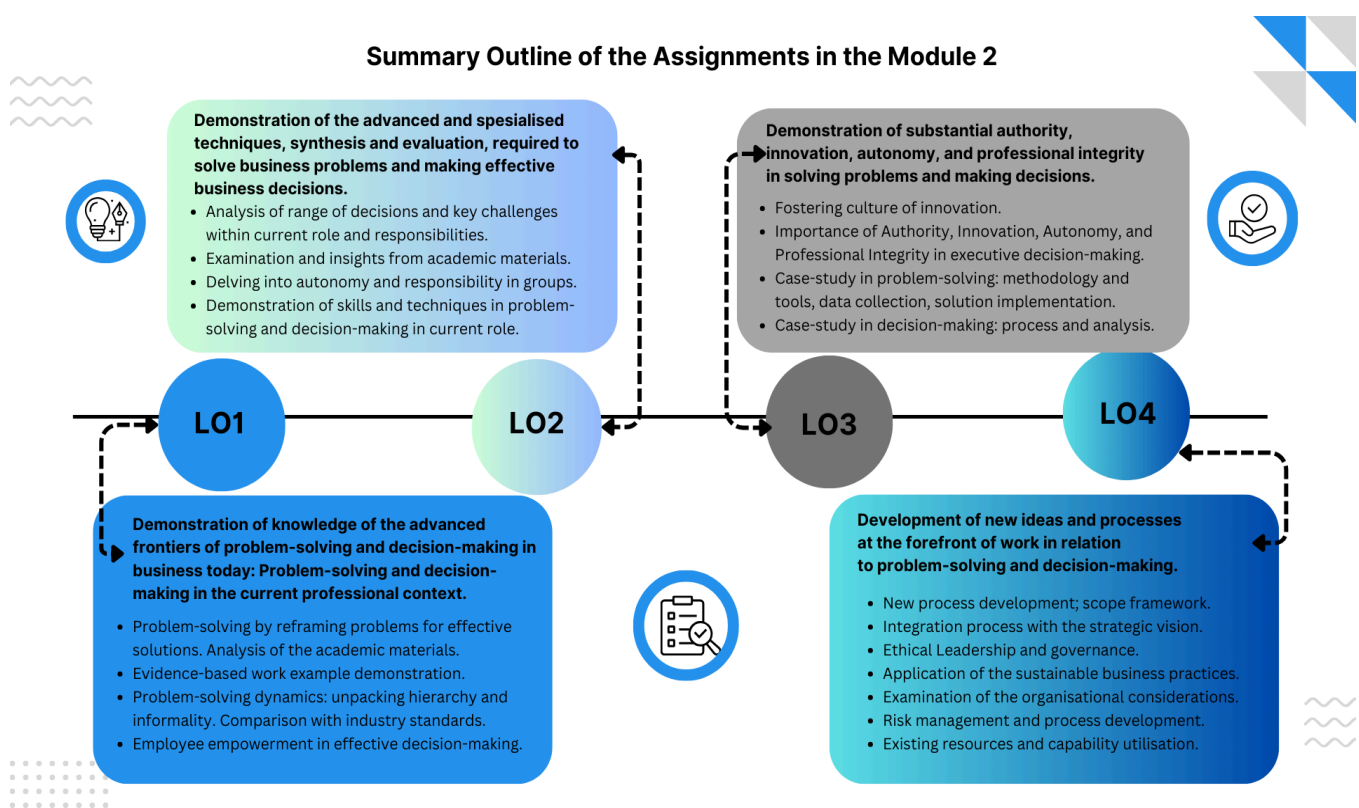 Summary Outline of the Assignments in the Module 2
Demonstration of the advanced and spesialised
techniques, synthesis and evaluation, required to
solve business problems and making effective
business decisions.
• Analysis of range of decisions and key challenges
within current role and responsibilities.
• Examination and insights from academic materials.
• Delving into autonomy and responsibility in groups.
• Demonstration of skills and techniques in problem-
solving and decision-making in current role.
Demonstration of substantial authority,
innovation, autonomy, and professional integrity
in solving problems and making decisions.
• Fostering culture of innovation.
• Importance of Authority, Innovation, Autonomy, and
Professional Integrity in executive decision-making.
• Case-study in problem-solving: methodology and
tools, data collection, solution implementation.
• Case-study in decision-making: process and analysis.
LO1
LO2
LO3
LO4
Demonstration of knowledge of the advanced
frontiers of problem-solving and decision-making in
business today: Problem-solving and decision-
making in the current professional context.
• Problem-solving by reframing problems for effective
solutions. Analysis of the academic materials.
• Evidence-based work example demonstration.
• Problem-solving dynamics: unpacking hierarchy and
informality. Comparison with industry standards.
• Employee empowerment in effective decision-making.
Development of new ideas and processes
at the forefront of work in relation
to problem-solving and decision-making.
• New process development; scope framework.
• Integration process with the strategic vision.
• Ethical Leadership and governance.
• Application of the sustainable business practices.
• Examination of the organisational considerations.
• Risk management and process development.
• Existing resources and capability utilisation.